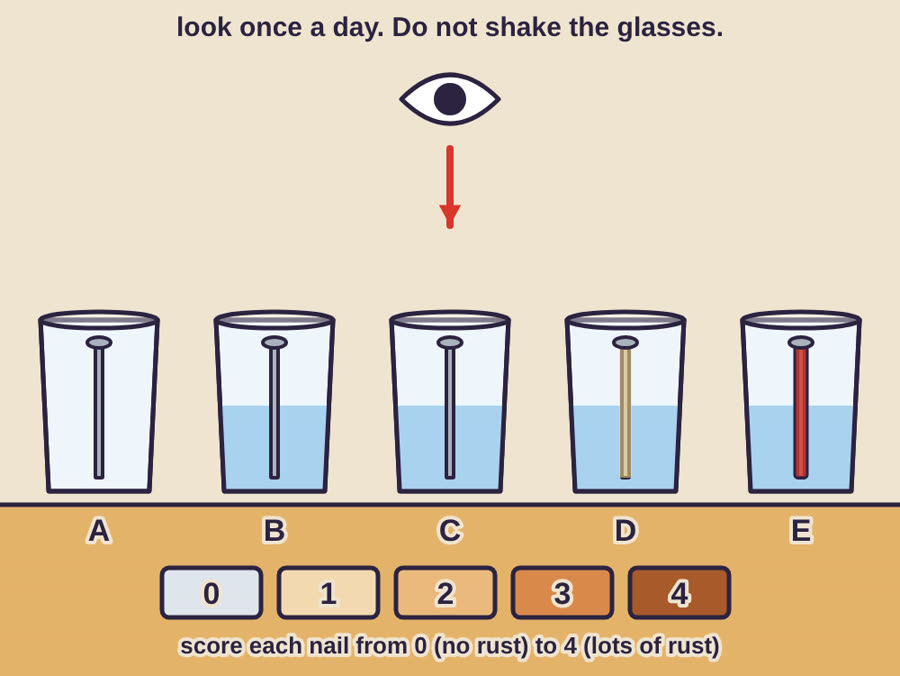 look once a day. Do not shake the glasses.
A B C D E
0 1 2 3 4
score each nail from 0 (no rust) to 4 (lots of rust)